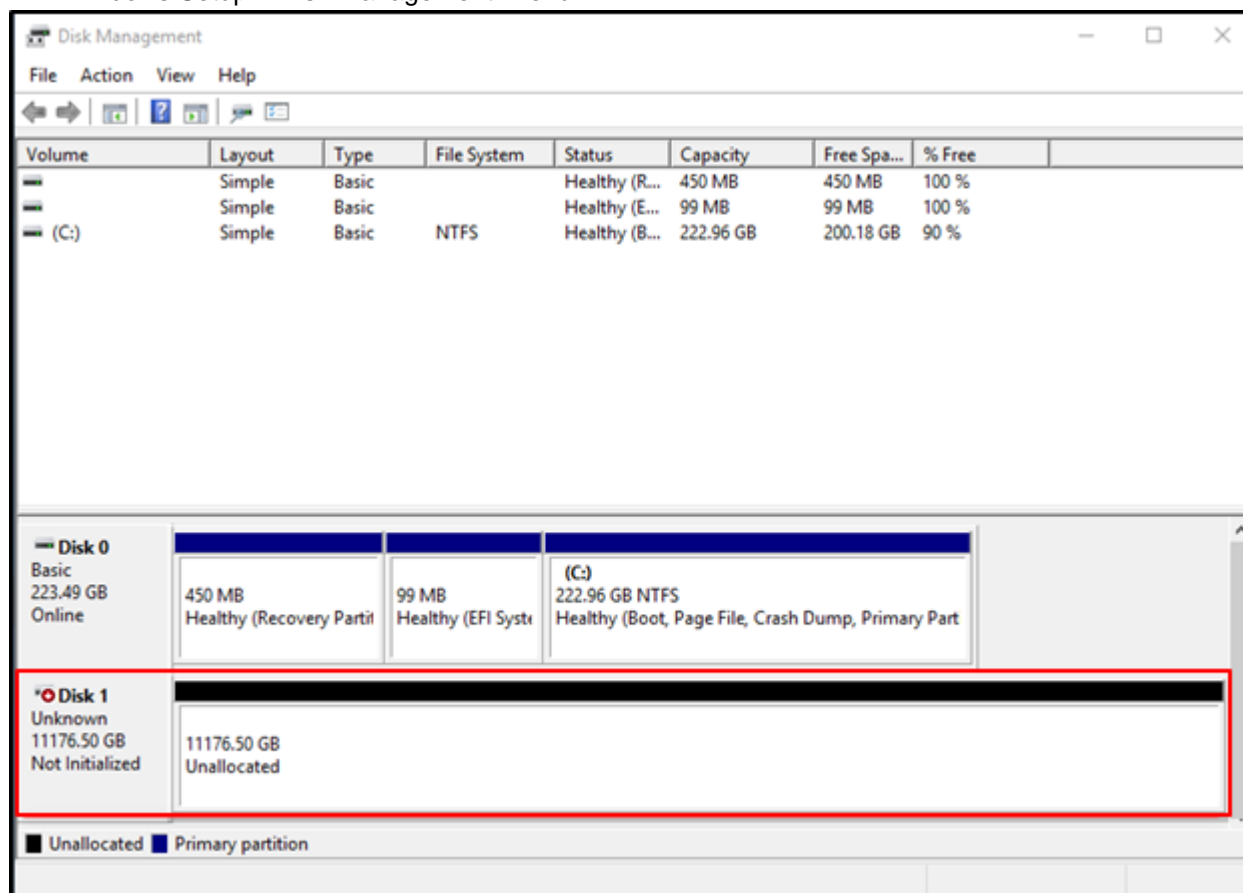 Disk Management
File Action View Help
Volume Layout Type File System Status Capacity Free Spa... % Free
Simple Basic Healthy (R... 450 MB 450 MB 100 %
Simple Basic Healthy (E... 99 MB 99 MB 100 %
(C:) Simple Basic NTFS Healthy (B... 222.96 GB 200.18 GB 90 %
Disk 0
Basic
223.49 GB
Online
450 MB
Healthy (Recovery Partit
99 MB
Healthy (EFI Syste
(C:)
222.96 GB NTFS
Healthy (Boot, Page File, Crash Dump, Primary Part
Disk 1
Unknown
11176.50 GB
Not Initialized
11176.50 GB
Unallocated
Unallocated Primary partition